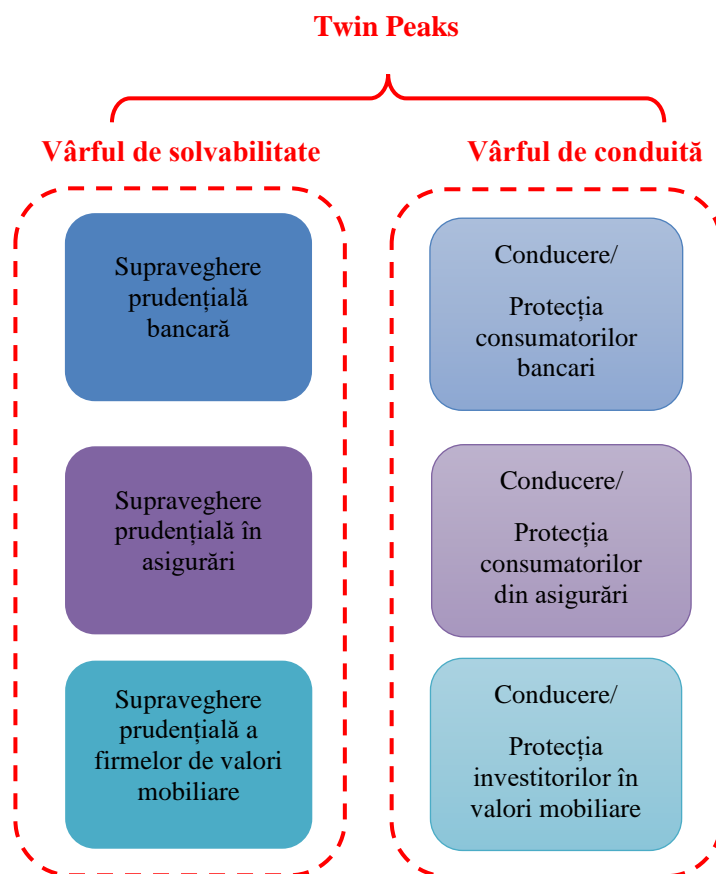 Twin Peaks
Vârful de solvabilitate
Supraveghere
prudențială
bancară
Supraveghere
prudențială în
asigurări
Supraveghere
prudențială a
firmelor de valori
mobiliare
Vârful de conduită
Conducere/
Protecția
consumatorilor
bancari
Conducere/
Protecția
consumatorilor
din asigurări
Conducere/
Protecția
investitorilor în
valori mobiliare